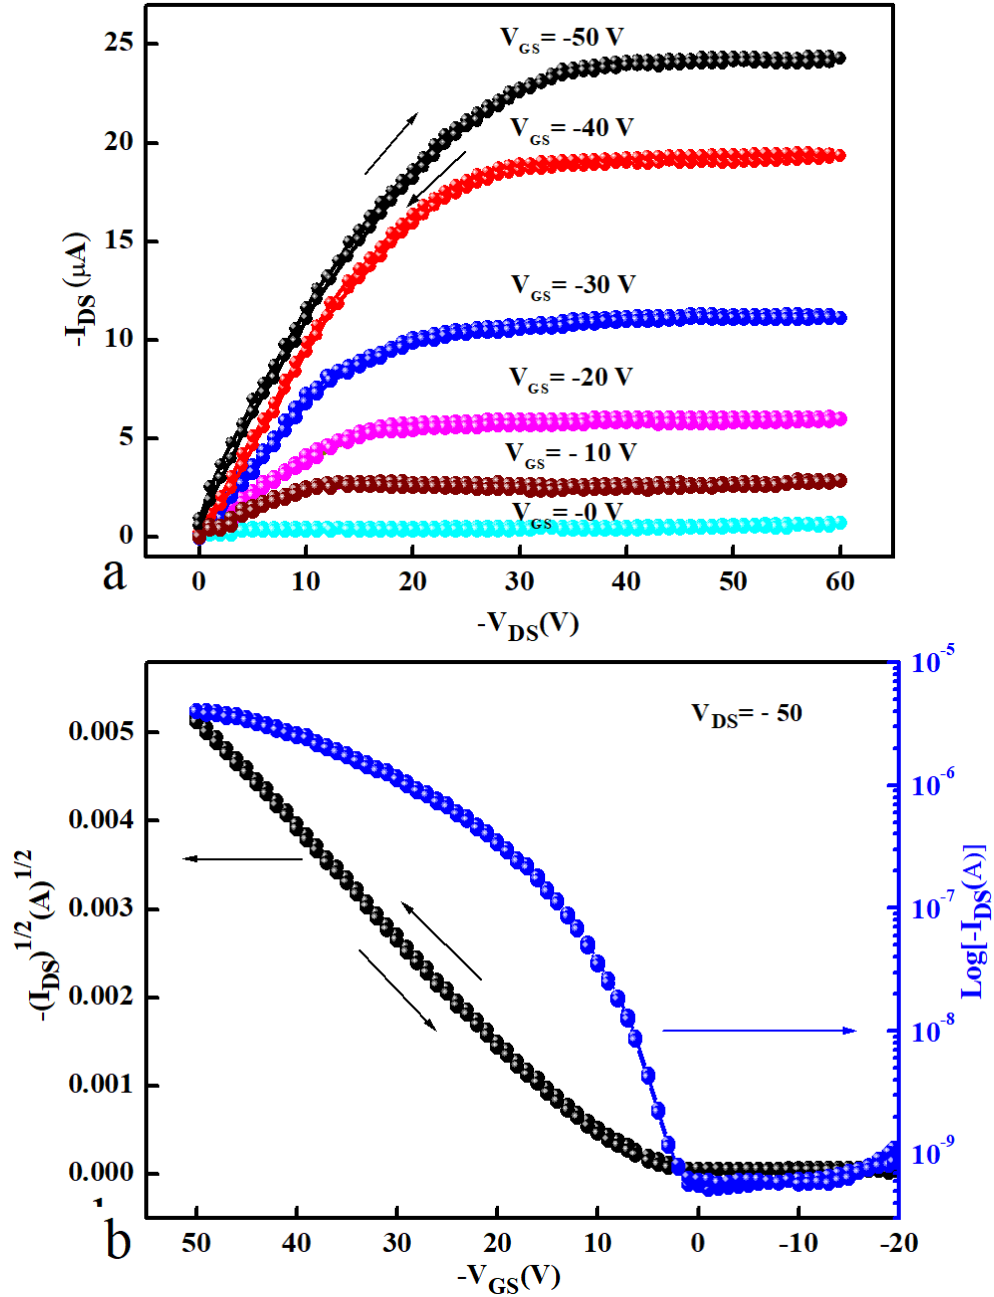 25
20
15
10
5
0
-I_DS (μA)
V_GS= -50 V
V_GS= -40 V
V_GS= -30 V
V_GS= -20 V
V_GS= - 10 V
V_GS= -0 V
a
0 10 20 30 40 50 60
-V_DS(V)
0.005
0.004
0.003
0.002
0.001
0.000
-(I_DS)^1/2(A)^1/2
V_DS= - 50
10^-5
10^-6
10^-7
10^-8
10^-9
Log[-I_DS(A)]
b
50 40 30 20 10 0 -10 -20
-V_GS(V)